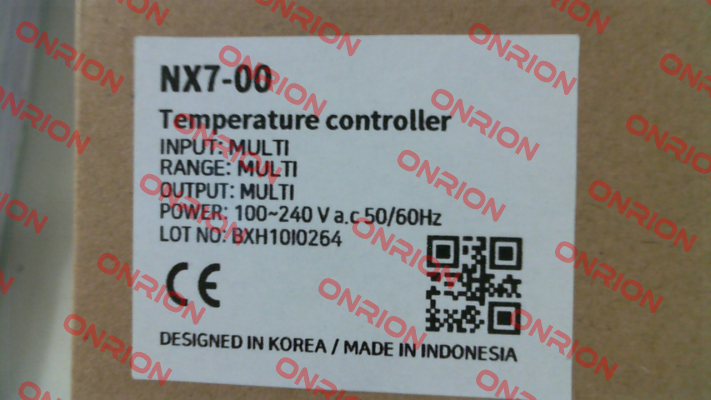 NX7-00
Temperature controller
INPUT: MULTI
RANGE: MULTI
OUTPUT: MULTI
POWER: 100~240 V a.c 50/60Hz
LOT NO: BXH10I0264
CE
DESIGNED IN KOREA / MADE IN INDONESIA
ONRION